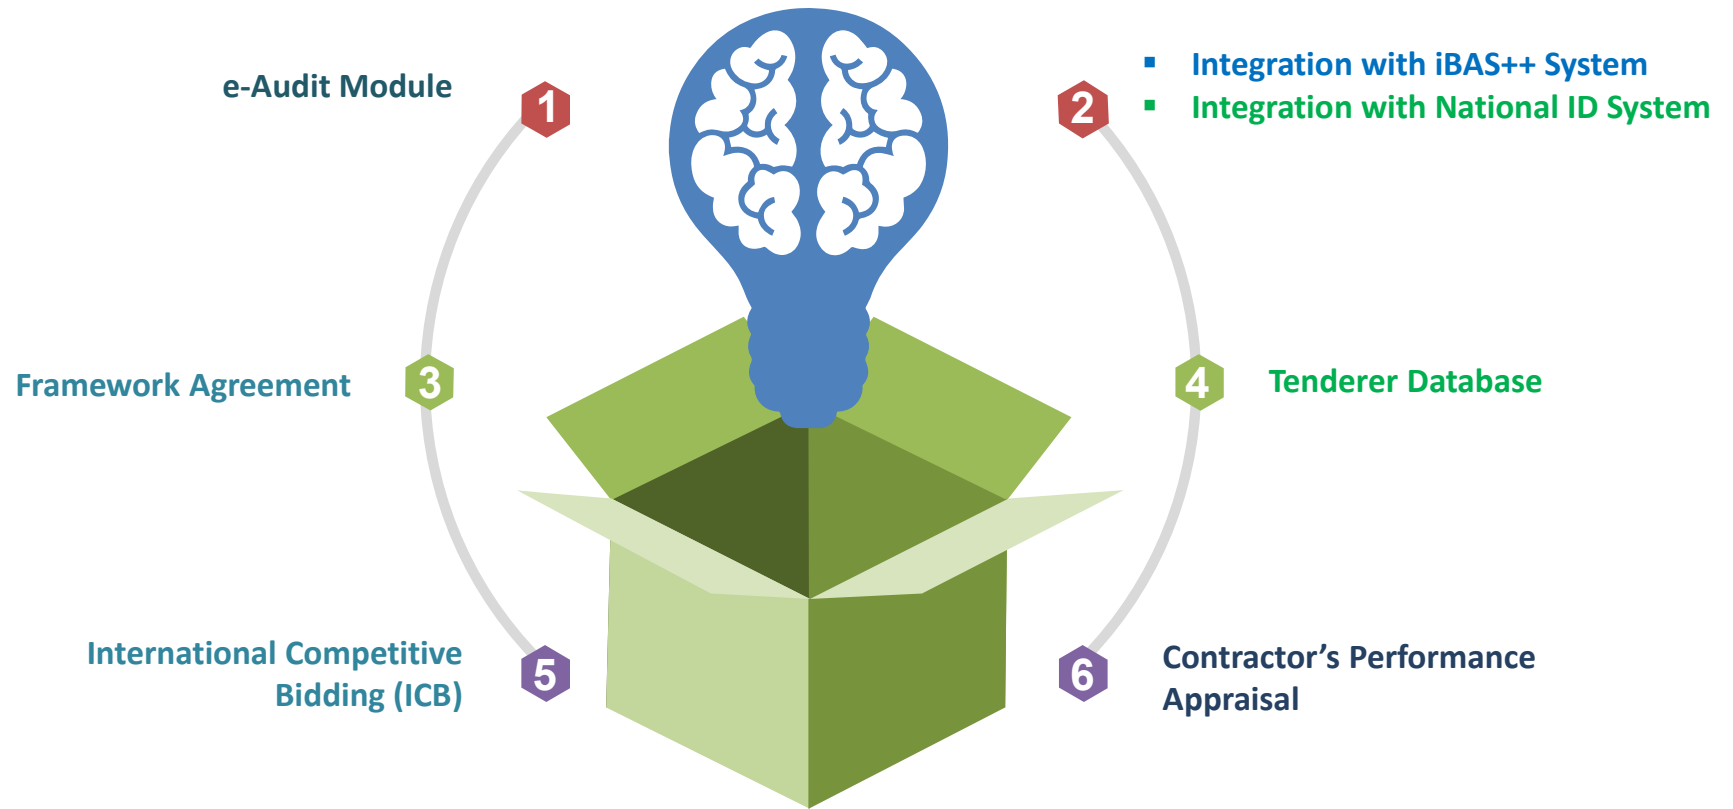 e-Audit Module
1
2
▪ Integration with iBAS++ System
▪ Integration with National ID System
Framework Agreement
3
4
Tenderer Database
International Competitive
Bidding (ICB)
5
6
Contractor’s Performance
Appraisal